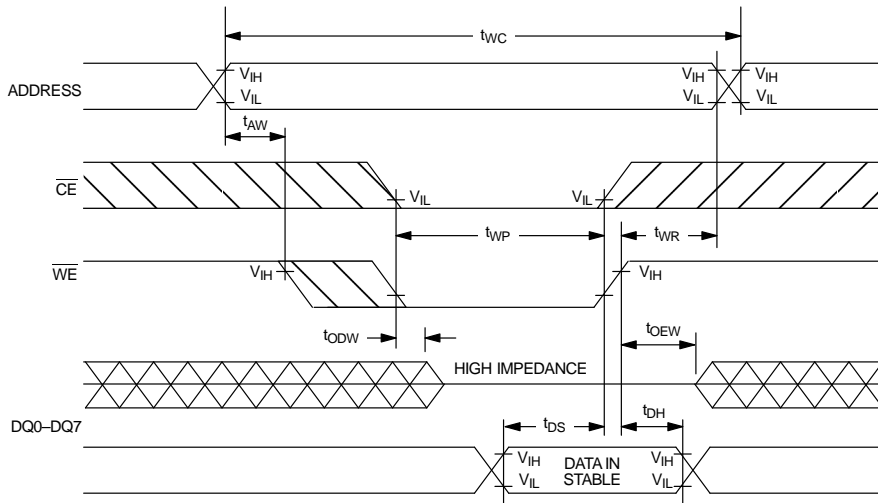 tWC
ADDRESS
VIH
VIL
VIH
VIL
VIH
VIL
tAW
CE
VIL
VIL
tWP
tWR
WE
VIH
VIH
tODW
tOEW
HIGH IMPEDANCE
DQ0–DQ7
tDS
tDH
VIH
VIL
DATA IN
STABLE
VIH
VIL